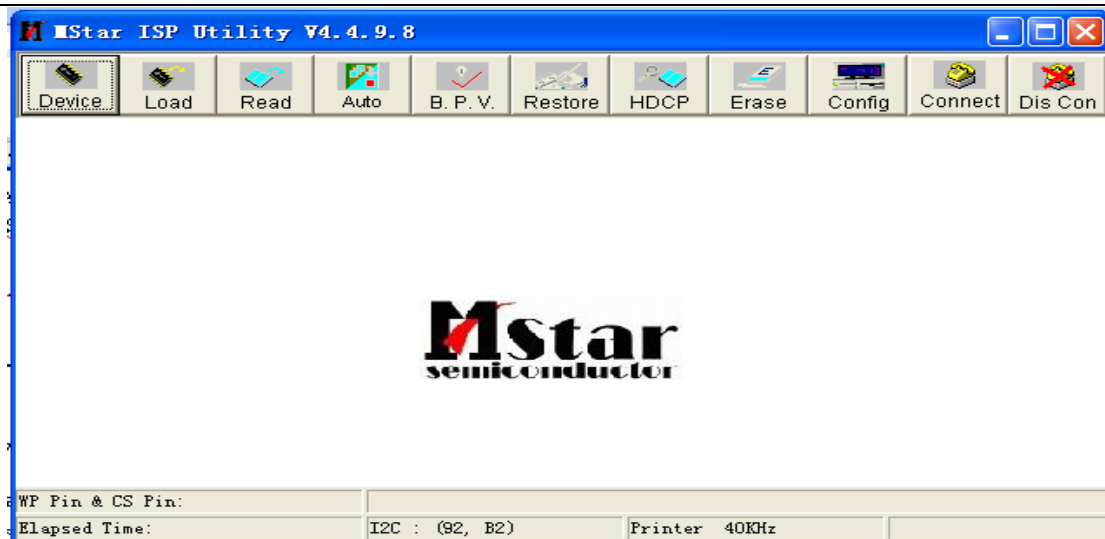 MStar ISP Utility V4.4.9.8
Device Load Read Auto B. P. V. Restore HDCP Erase Config Connect Dis Con
Mstar
semiconductor
WP Pin & CS Pin:
Elapsed Time: I2C : (92, B2) Printer 40KHz